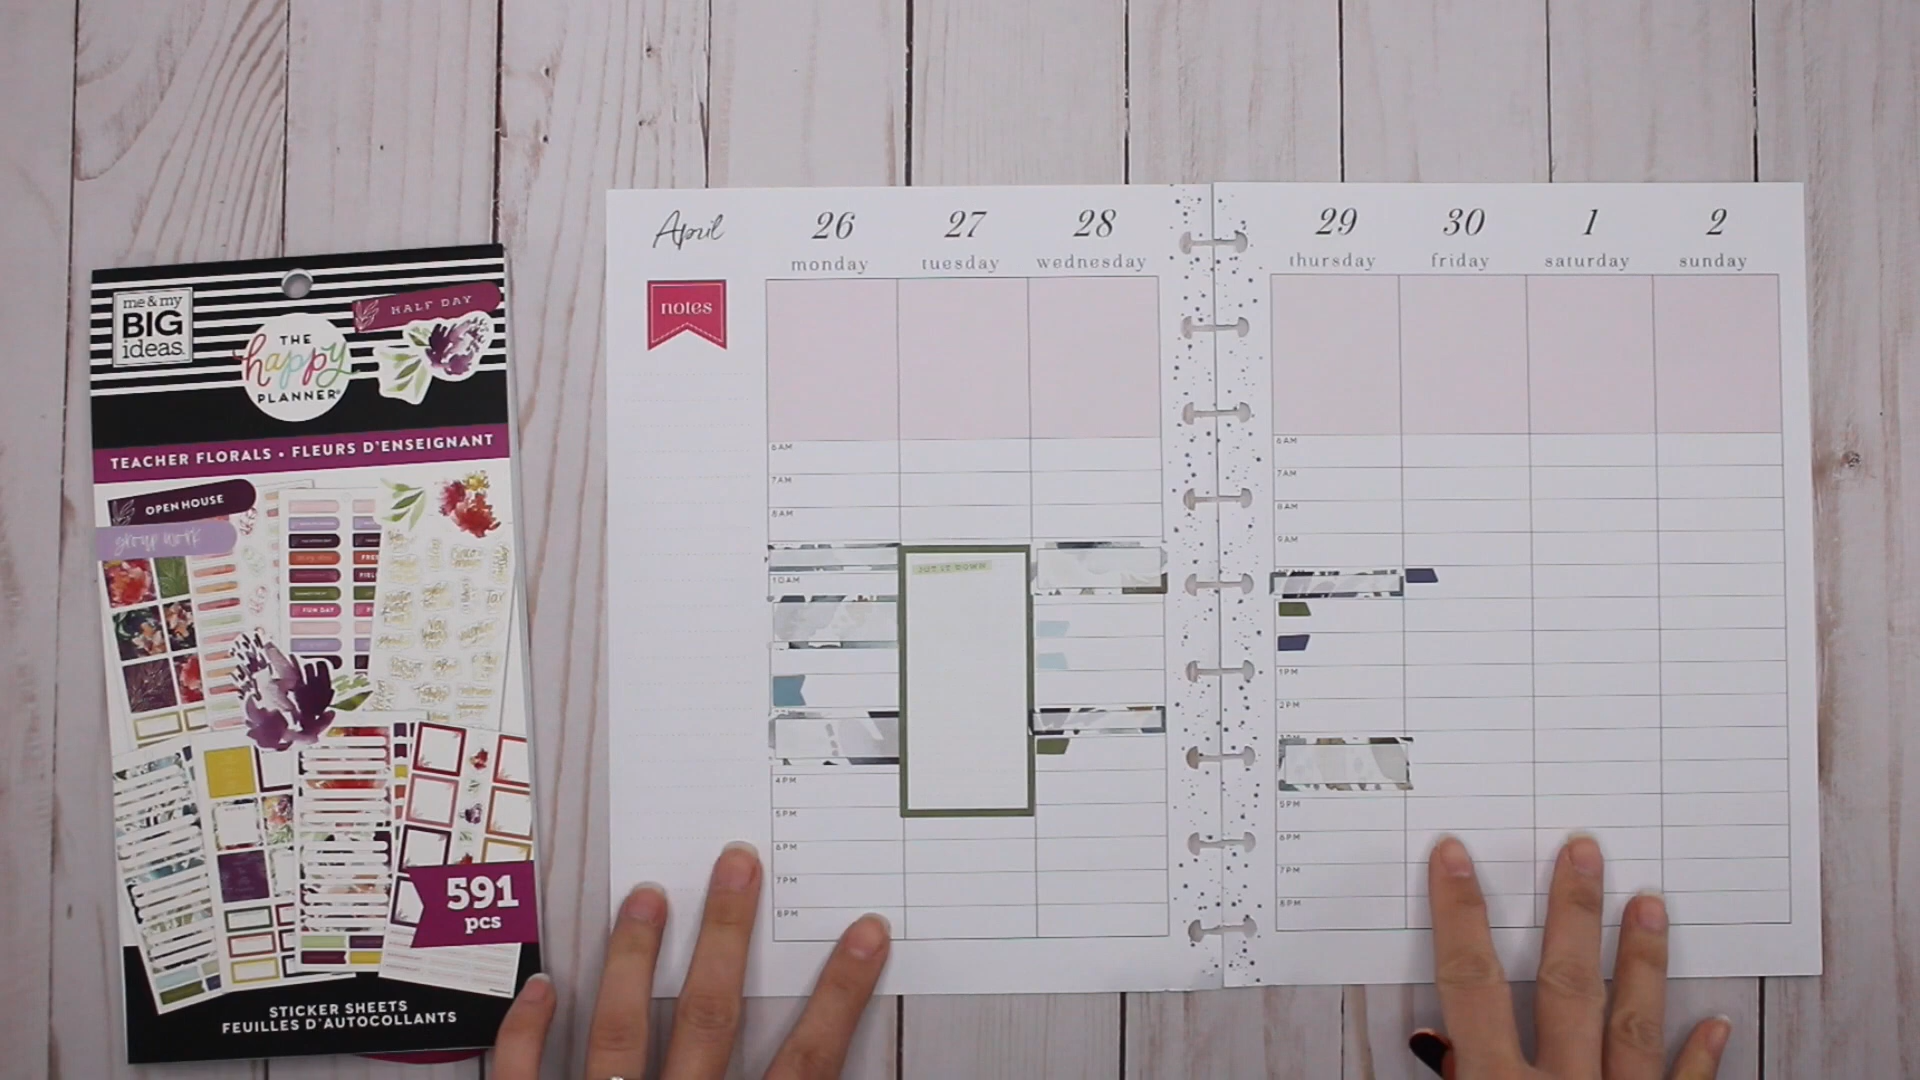 me & my
BIG
ideas.
HALF DAY
THE
happy
PLANNER
TEACHER FLORALS • FLEURS D'ENSEIGNANT
OPEN HOUSE
group work
FUN DAY
591
pcs
STICKER SHEETS
FEUILLES D'AUTOCOLLANTS
April
notes
26
monday
27
tuesday
28
wednesday
6AM
7AM
8AM
10AM
4PM
5PM
6PM
7PM
8PM
JOT IT DOWN
29
thursday
30
friday
1
saturday
2
sunday
6AM
7AM
8AM
9AM
1PM
2PM
5PM
6PM
7PM
8PM